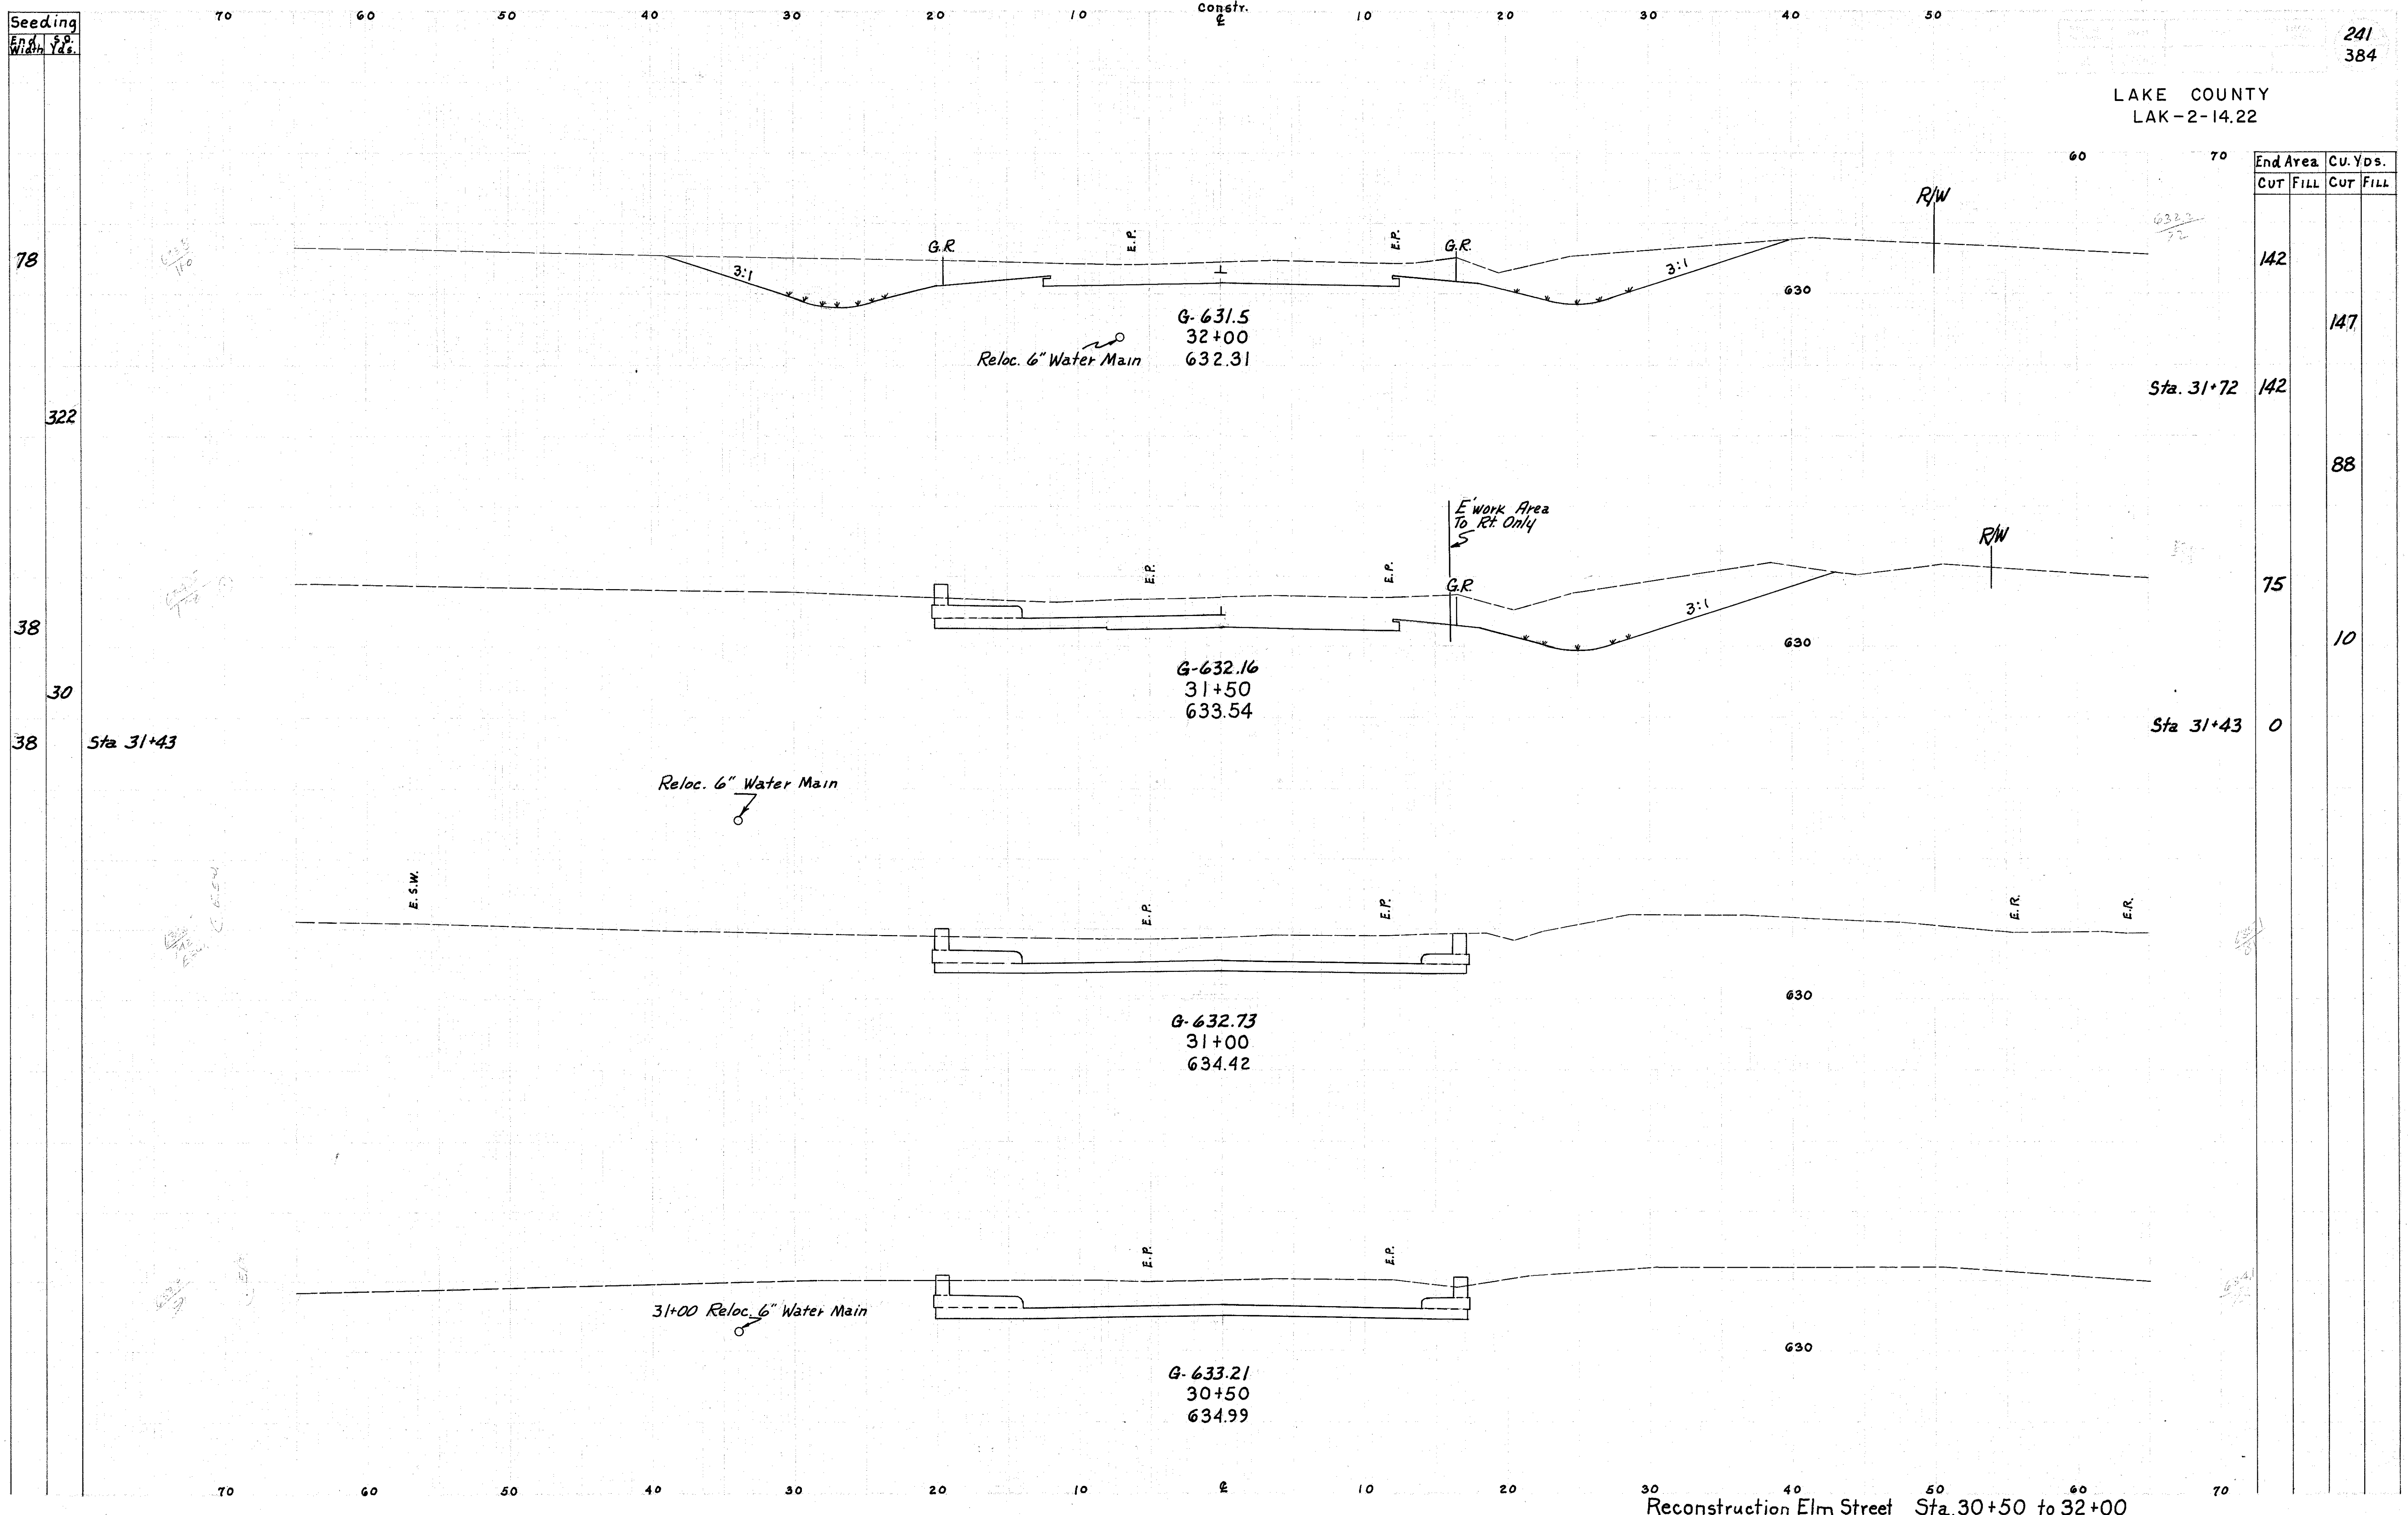 Seeding
End Width Sq. Yds.
70 60 50 40 30 20 10 Constr. ℄ 10 20 30 40 50
241
384
LAKE COUNTY
LAK-2-14.22
60 70
End Area Cu. Yds.
CUT FILL CUT FILL
R/W
632.2
72
78
G.R.
E.P.
E.P.
G.R.
3:1
3:1
630
142
G-631.5
32+00
632.31
Reloc. 6" Water Main
147
Sta. 31+72 142
322
88
E'work Area
To Rt. Only
R/W
E.P.
E.P.
G.R.
3:1
75
38
630
10
G-632.16
31+50
633.54
30
Sta 31+43 0
38 Sta 31+43
Reloc. 6" Water Main
E.S.W.
E.P.
E.P.
E.R.
E.R.
630
G-632.73
31+00
634.42
E.P.
E.P.
31+00 Reloc. 6" Water Main
630
G-633.21
30+50
634.99
70 60 50 40 30 20 10 ℄ 10 20 30 40 50 60 70
Reconstruction Elm Street Sta. 30+50 to 32+00